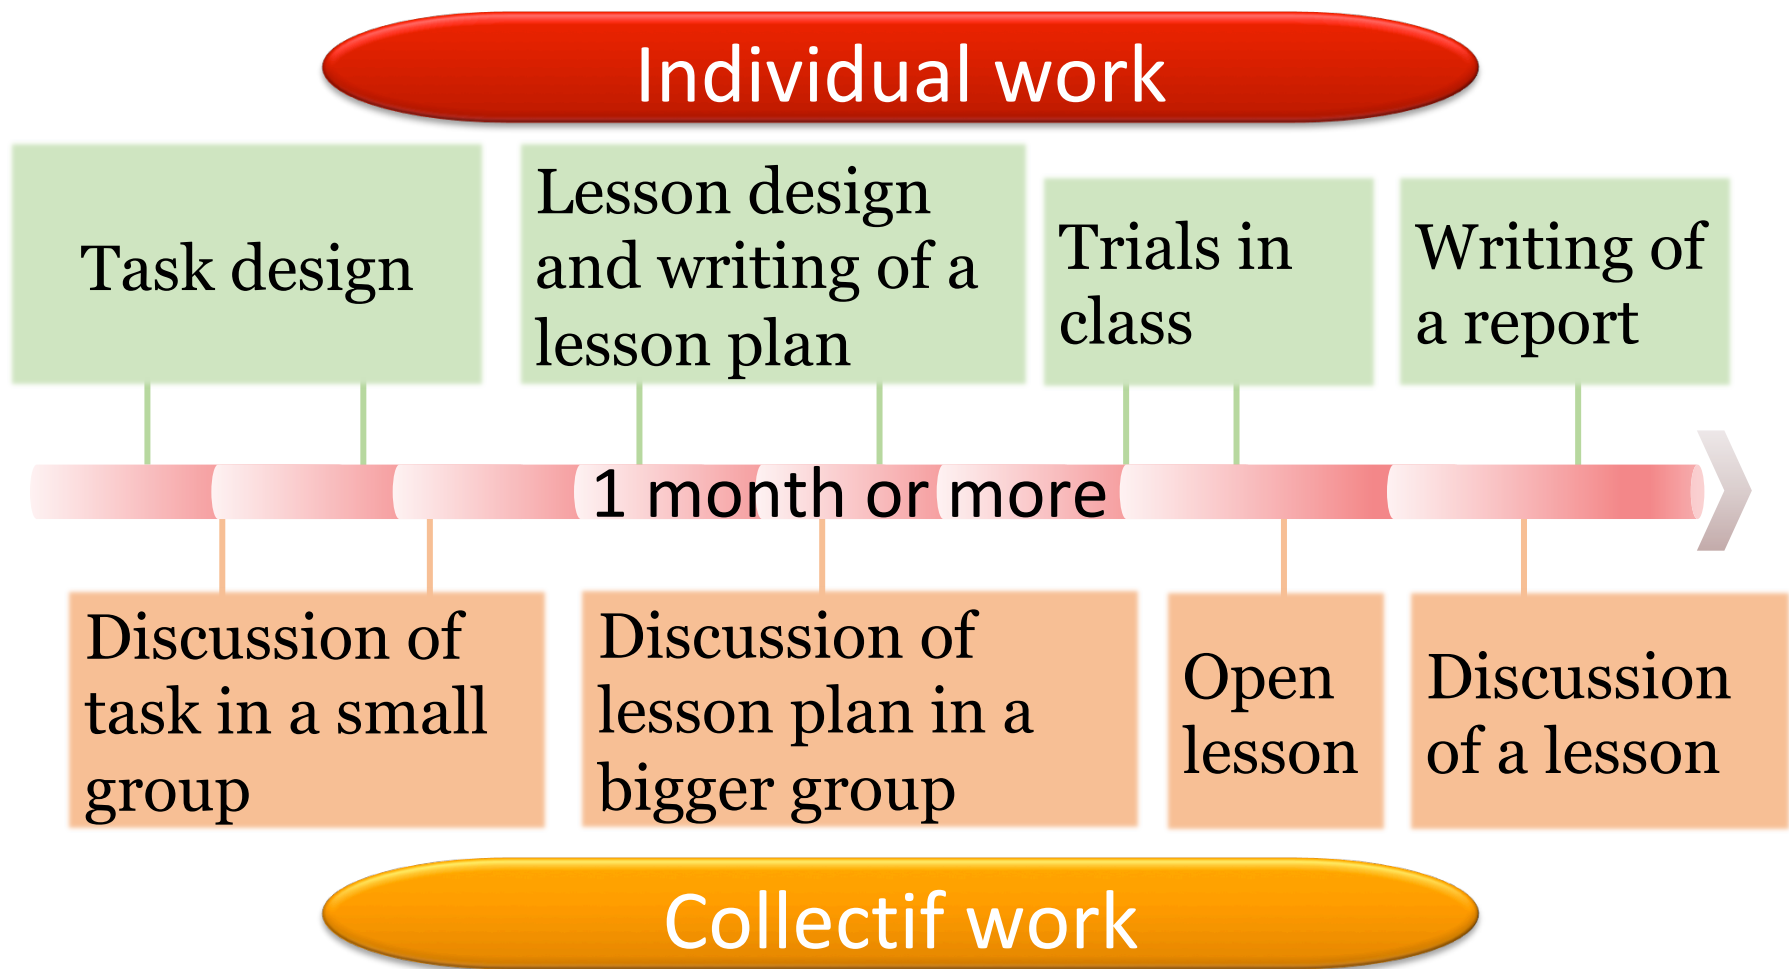 Individual work
Task design
Lesson design
and writing of a
lesson plan
Trials in
class
Writing of
a report
1 month or more
Discussion of
task in a small
group
Discussion of
lesson plan in a
bigger group
Open
lesson
Discussion
of a lesson
Collectif work